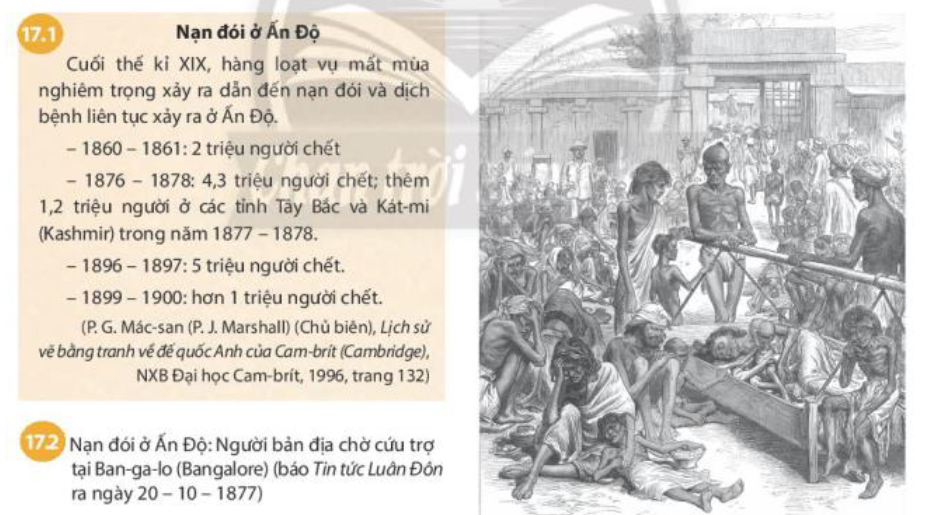 17.1
Nạn đói ở Ấn Độ
Cuối thế kỉ XIX, hàng loạt vụ mất mùa
nghiêm trọng xảy ra dẫn đến nạn đói và dịch
bệnh liên tục xảy ra ở Ấn Độ.
– 1860 – 1861: 2 triệu người chết
– 1876 – 1878: 4,3 triệu người chết; thêm
1,2 triệu người ở các tỉnh Tây Bắc và Kát-mi
(Kashmir) trong năm 1877 – 1878.
– 1896 – 1897: 5 triệu người chết.
– 1899 – 1900: hơn 1 triệu người chết.
(P. G. Mác-san (P. J. Marshall) (Chủ biên), Lịch sử
vẽ bằng tranh về đế quốc Anh của Cam-brít (Cambridge),
NXB Đại học Cam-brít, 1996, trang 132)
17.2 Nạn đói ở Ấn Độ: Người bản địa chờ cứu trợ
tại Ban-ga-lo (Bangalore) (báo Tin tức Luân Đôn
ra ngày 20 – 10 – 1877)
Chân trời